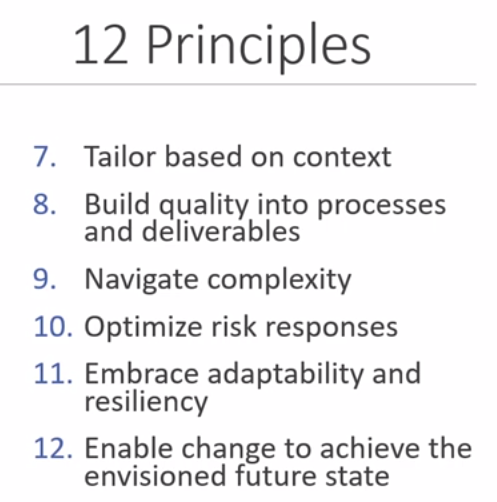 12 Principles
7. Tailor based on context
8. Build quality into processes
and deliverables
9. Navigate complexity
10. Optimize risk responses
11. Embrace adaptability and
resiliency
12. Enable change to achieve the
envisioned future state